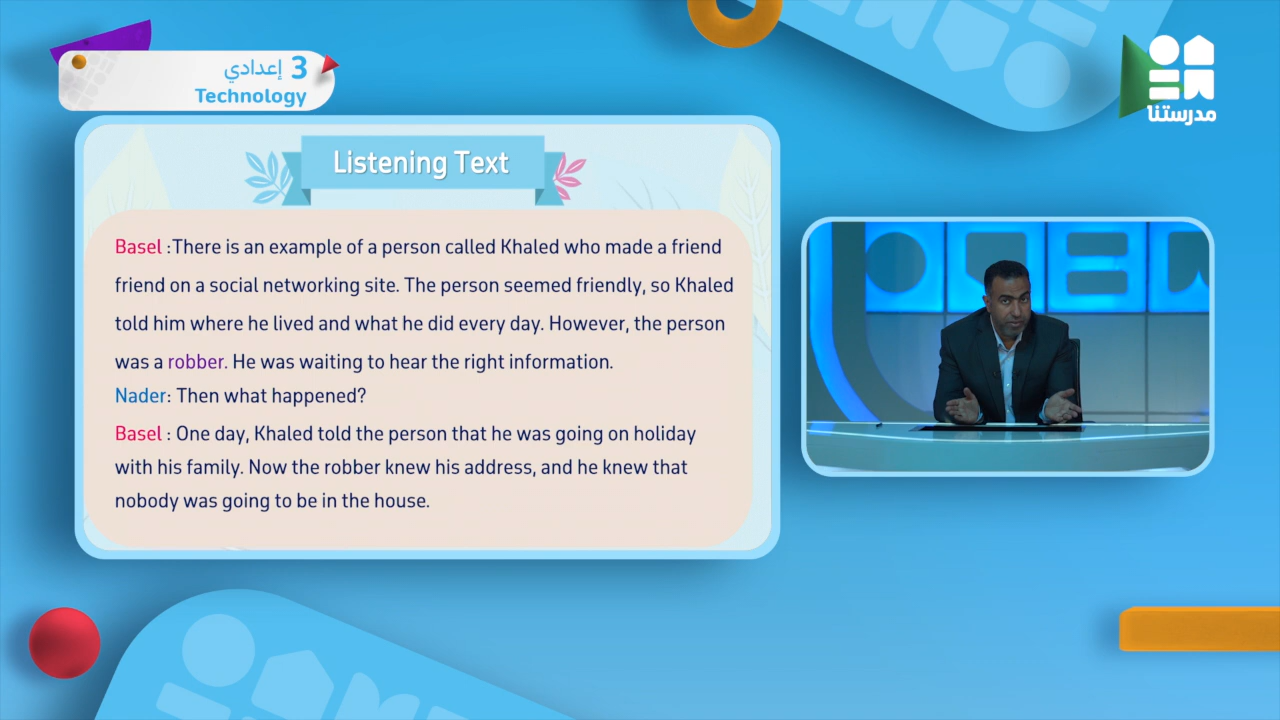 3 إعدادي
Technology
مدرستنا
Listening Text
Basel :There is an example of a person called Khaled who made a friend
friend on a social networking site. The person seemed friendly, so Khaled
told him where he lived and what he did every day. However, the person
was a robber. He was waiting to hear the right information.
Nader: Then what happened?
Basel : One day, Khaled told the person that he was going on holiday
with his family. Now the robber knew his address, and he knew that
nobody was going to be in the house.